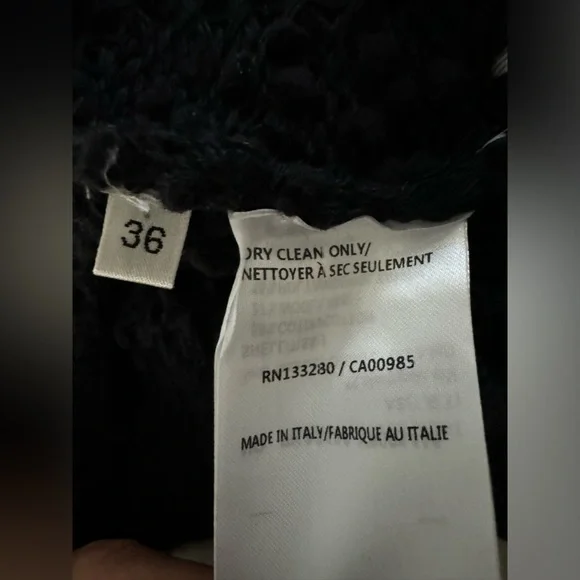 36
DRY CLEAN ONLY/
NETTOYER À SEC SEULEMENT
RN133280 / CA00985
MADE IN ITALY/FABRIQUE AU ITALIE